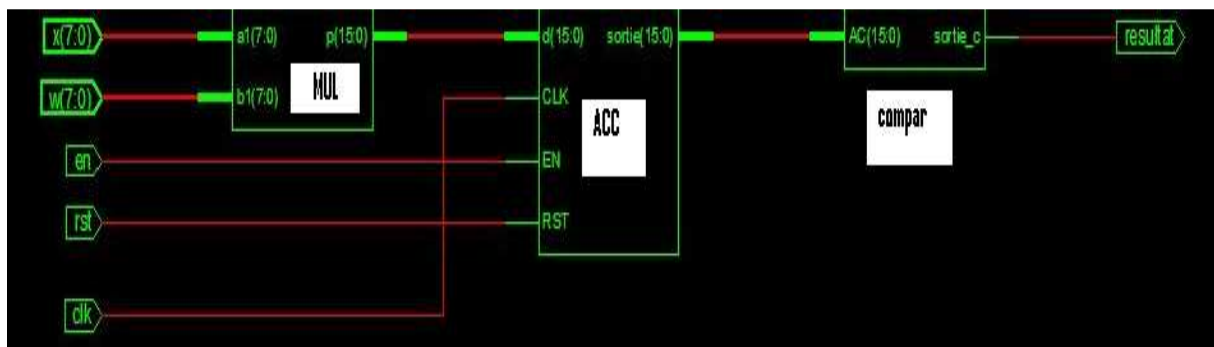 x(7:0)
a1(7:0)
p(15:0)
d(15:0)
sortie(15:0)
AC(15:0)
sortie_c
resultat
w(7:0)
b1(7:0)
MUL
CLK
ACC
compar
en
EN
rst
RST
clk